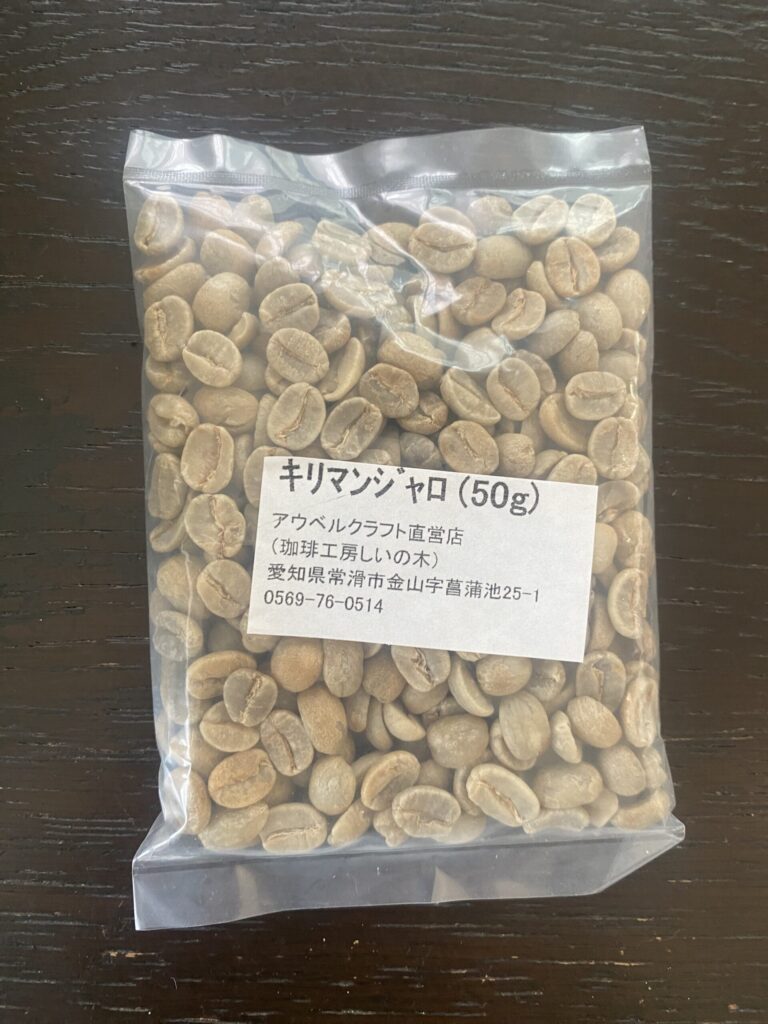 キリマンジャロ(50g)
アウベルクラフト直営店
（珈琲工房しいの木）
愛知県常滑市金山字菖蒲池25-1
0569-76-0514